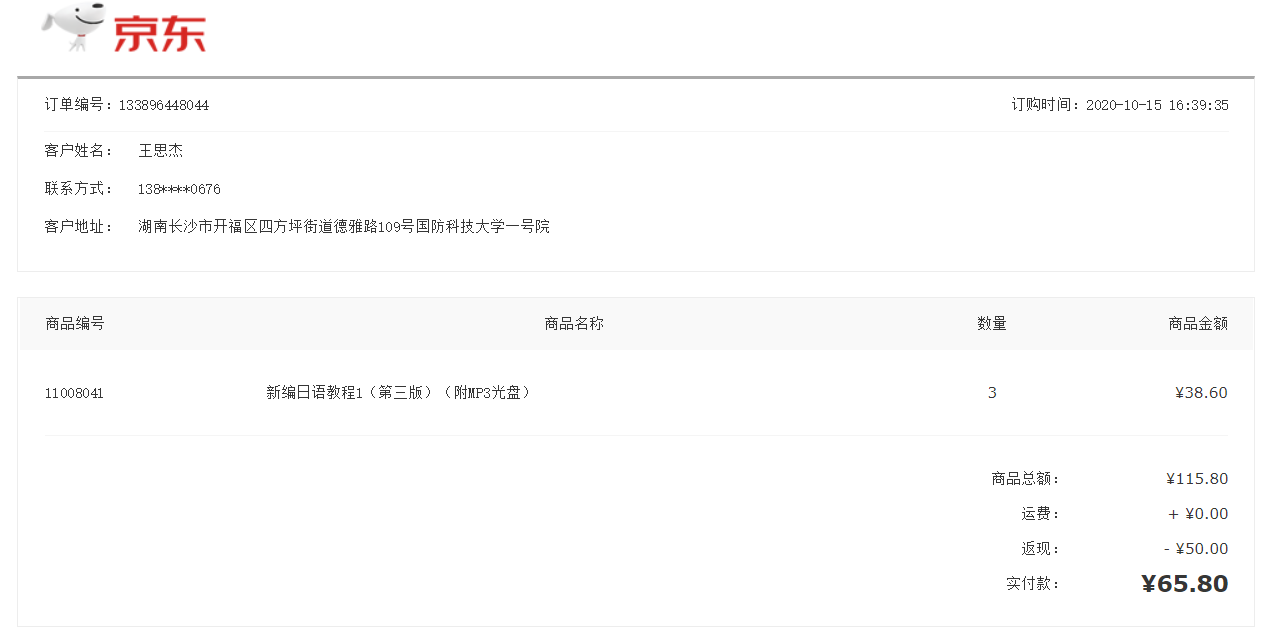 京东
订单编号：133896448044 订购时间：2020-10-15 16:39:35
客户姓名： 王思杰
联系方式： 138****0676
客户地址： 湖南长沙市开福区四方坪街道德雅路109号国防科技大学一号院
商品编号 商品名称 数量 商品金额
11008041 新编日语教程1（第三版）（附MP3光盘） 3 ¥38.60
商品总额： ¥115.80
运费： + ¥0.00
返现： - ¥50.00
实付款： ¥65.80